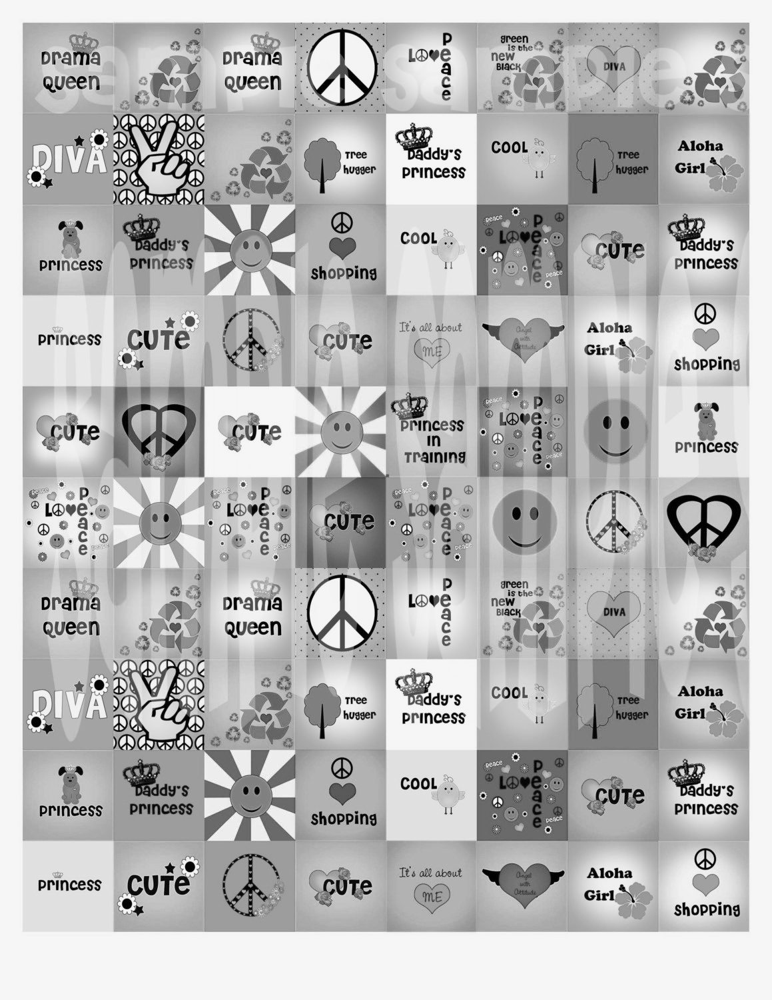 sample sample
Drama
Queen
Drama
Queen
LOVE
Peace
green
is the
new
Black
DIVA
DIVA
Tree
hugger
Daddy's
Princess
COOL
Tree
hugger
Aloha
Girl
Princess
Daddy's
Princess
Shopping
COOL
Peace
LOVE
Peace
Peace
CUTe
Daddy's
Princess
Princess
CUTe
CUTe
It's all about
ME
Angel
with
Attitude
Aloha
Girl
Shopping
CUTe
CUTe
Princess
in
Training
Peace
LOVE
Peace
Peace
Princess
Peace
LOVE
Peace
Peace
Peace
LOVE
Peace
Peace
CUTe
Peace
LOVE
Peace
Peace
Drama
Queen
Drama
Queen
LOVE
Peace
green
is the
new
Black
DIVA
DIVA
Tree
hugger
Daddy's
Princess
COOL
Tree
hugger
Aloha
Girl
Princess
Daddy's
Princess
Shopping
COOL
Peace
LOVE
Peace
Peace
CUTe
Daddy's
Princess
Princess
CUTe
CUTe
It's all about
ME
Angel
with
Attitude
Aloha
Girl
Shopping